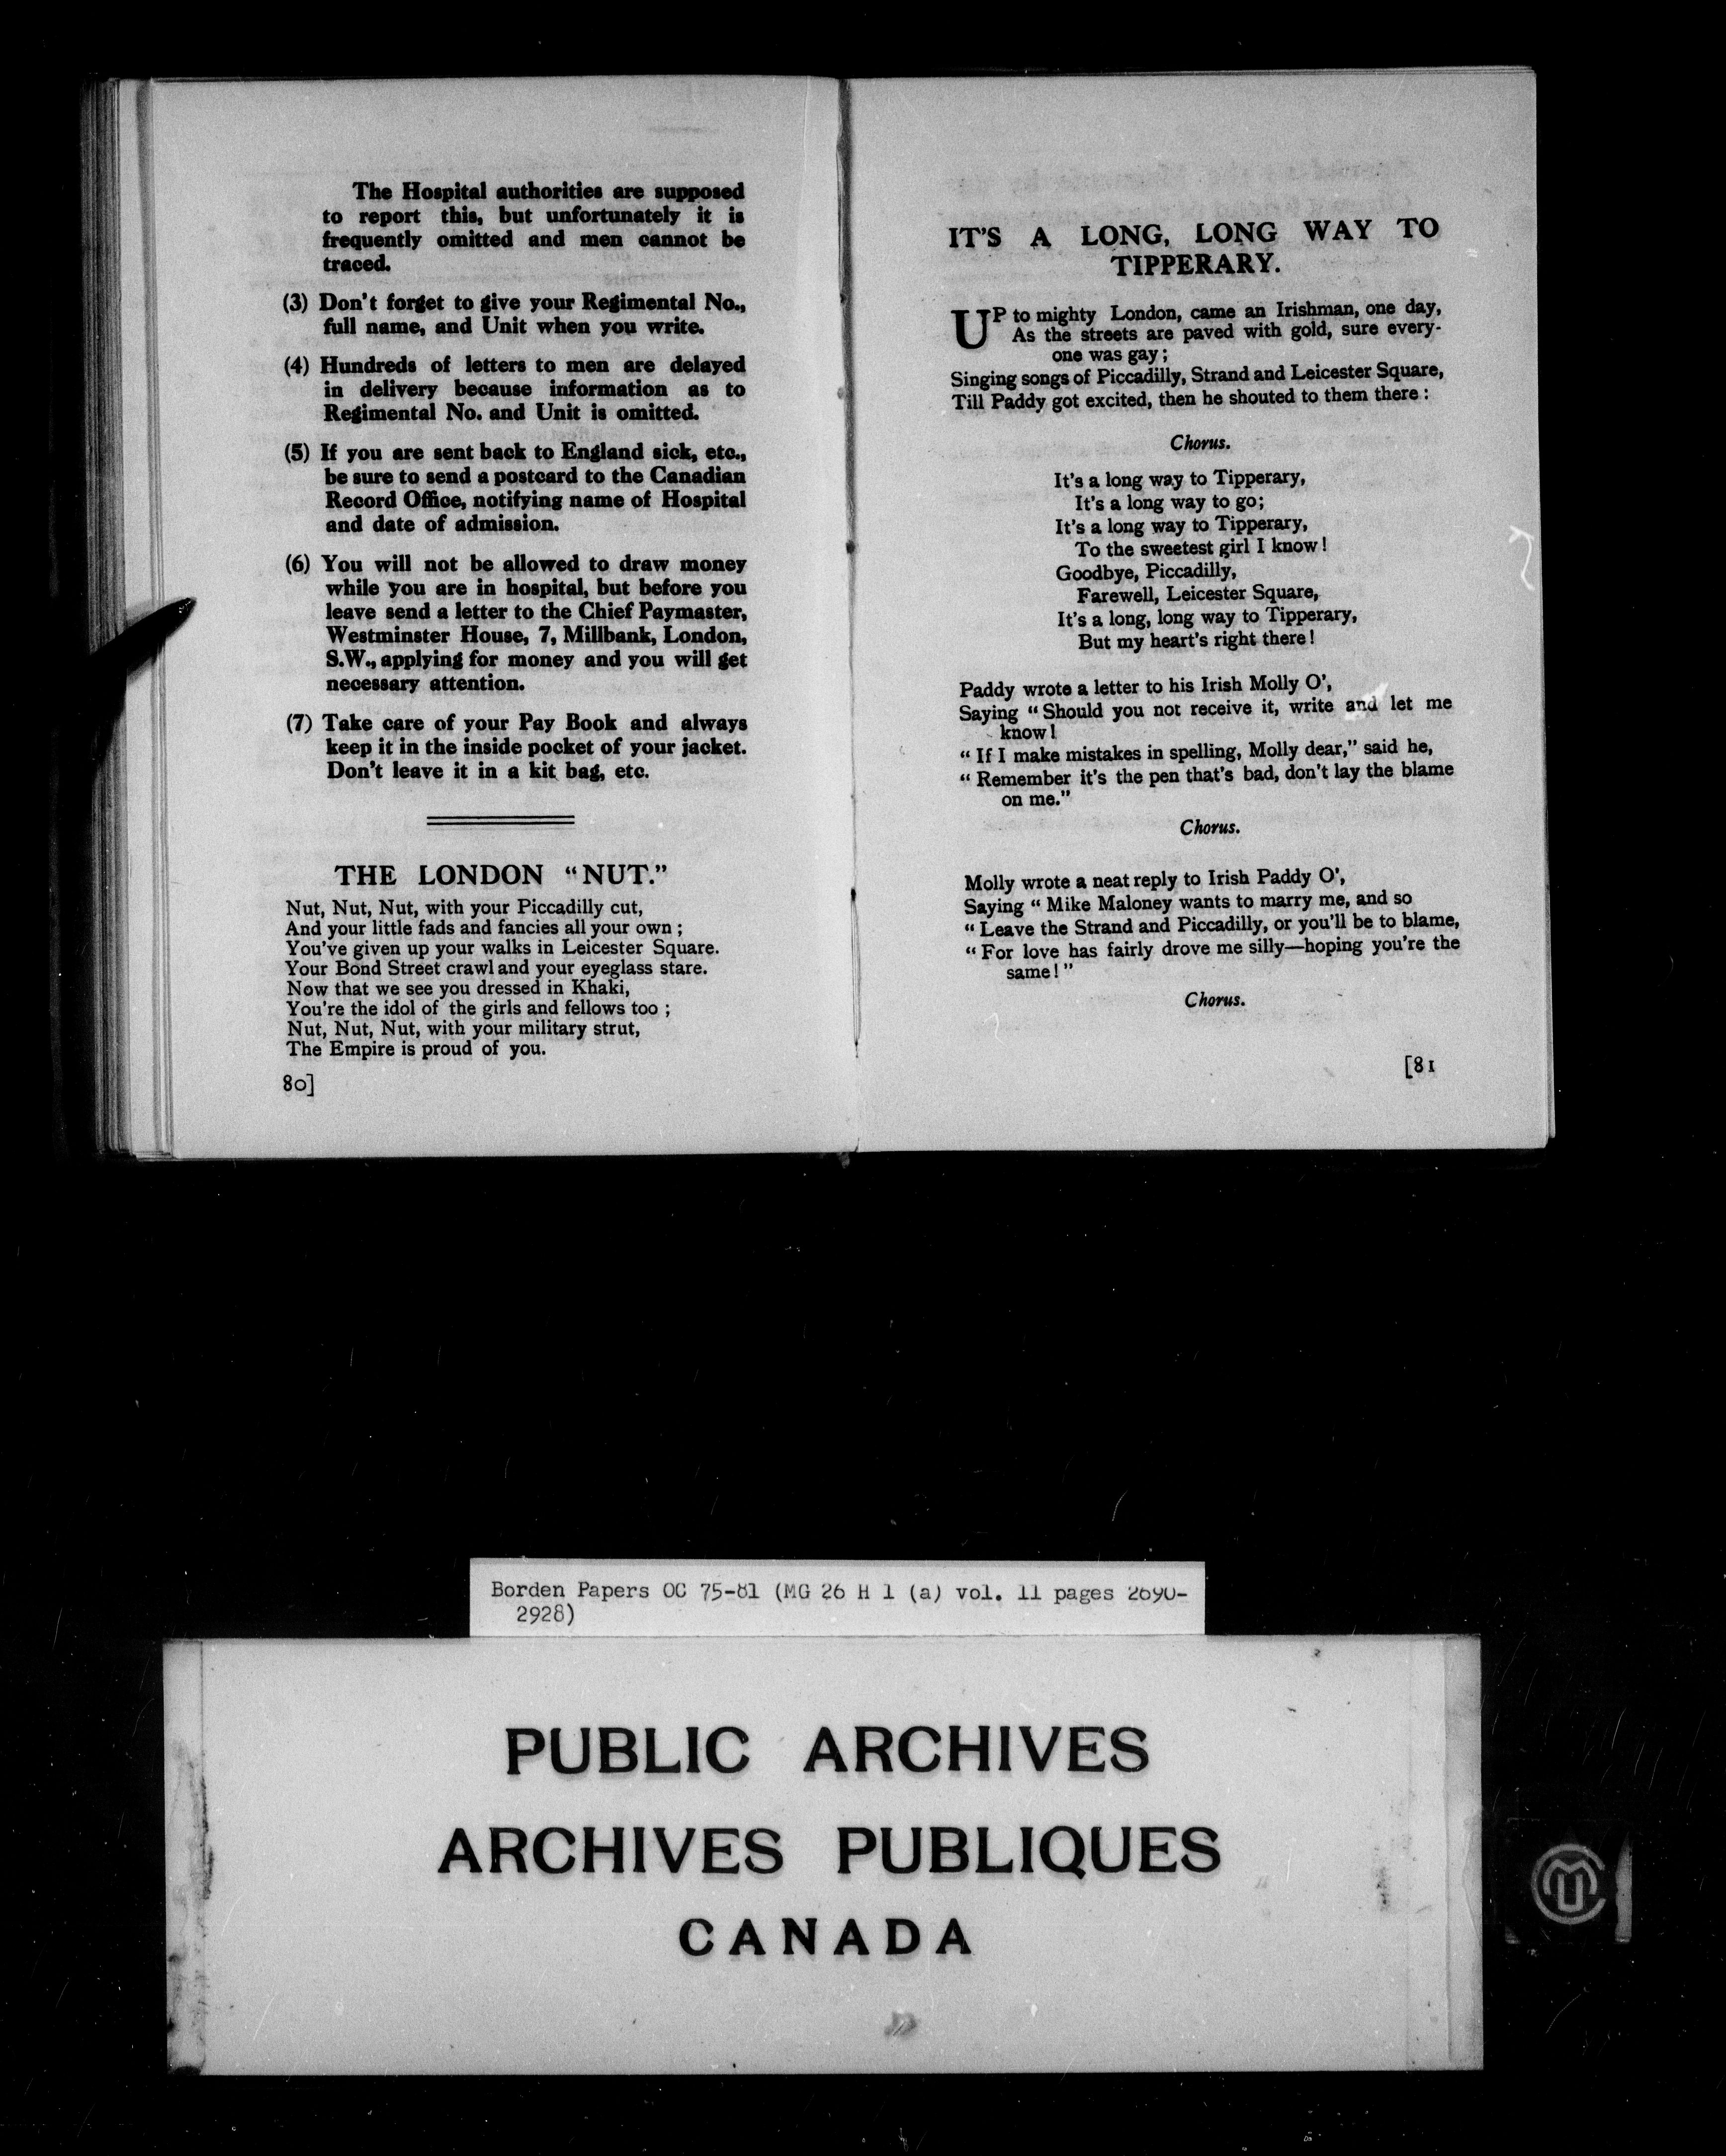 The Hospital authorities are supposed
to report this, but unfortunately it is
frequently omitted and men cannot be
traced.
(3) Don't forget to give your Regimental No.,
full name, and Unit when you write.
(4) Hundreds of letters to men are delayed
in delivery because information as to
Regimental No. and Unit is omitted.
(5) If you are sent back to England sick, etc.,
be sure to send a postcard to the Canadian
Record Office, notifying name of Hospital
and date of admission.
(6) You will not be allowed to draw money
while you are in hospital, but before you
leave send a letter to the Chief Paymaster,
Westminster House, 7, Millbank, London,
S.W., applying for money and you will get
necessary attention.
(7) Take care of your Pay Book and always
keep it in the inside pocket of your jacket.
Don't leave it in a kit bag, etc.
THE LONDON "NUT."
Nut, Nut, Nut, with your Piccadilly cut,
And your little fads and fancies all your own ;
You've given up your walks in Leicester Square.
Your Bond Street crawl and your eyeglass stare.
Now that we see you dressed in Khaki,
You're the idol of the girls and fellows too ;
Nut, Nut, Nut, with your military strut,
The Empire is proud of you.
80]
IT'S A LONG, LONG WAY TO
TIPPERARY.
UP to mighty London, came an Irishman, one day,
As the streets are paved with gold, sure every-
one was gay ;
Singing songs of Piccadilly, Strand and Leicester Square,
Till Paddy got excited, then he shouted to them there :
Chorus.
It's a long way to Tipperary,
It's a long way to go;
It's a long way to Tipperary,
To the sweetest girl I know!
Goodbye, Piccadilly,
Farewell, Leicester Square,
It's a long, long way to Tipperary,
But my heart's right there!
Paddy wrote a letter to his Irish Molly O',
Saying "Should you not receive it, write and let me
know!
"If I make mistakes in spelling, Molly dear," said he,
"Remember it's the pen that's bad, don't lay the blame
on me."
Chorus.
Molly wrote a neat reply to Irish Paddy O',
Saying "Mike Maloney wants to marry me, and so
"Leave the Strand and Piccadilly, or you'll be to blame,
"For love has fairly drove me silly—hoping you're the
same!"
Chorus.
[81
Borden Papers OC 75-81 (MG 26 H 1 (a) vol. 11 pages 2690-
2928)
PUBLIC ARCHIVES
ARCHIVES PUBLIQUES
CANADA